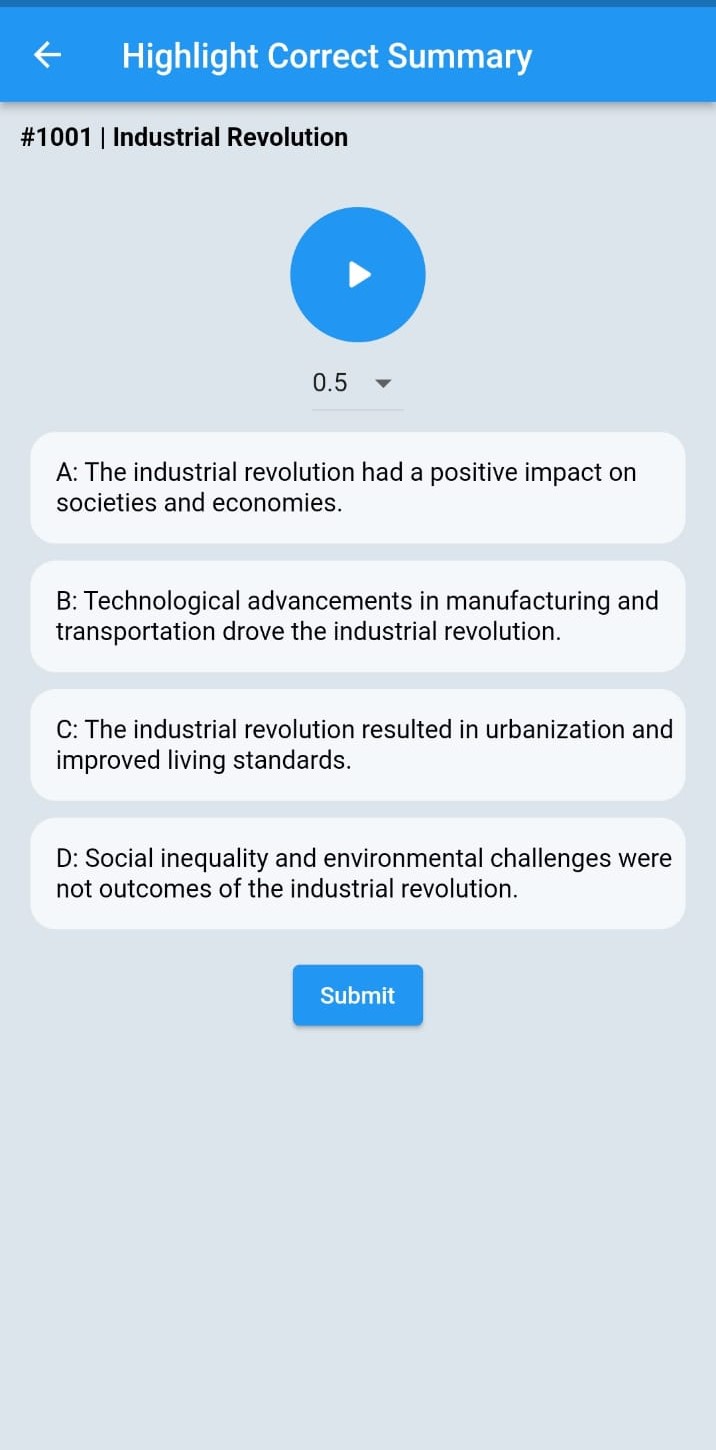 Highlight Correct Summary
#1001 | Industrial Revolution
0.5
A: The industrial revolution had a positive impact on
societies and economies.
B: Technological advancements in manufacturing and
transportation drove the industrial revolution.
C: The industrial revolution resulted in urbanization and
improved living standards.
D: Social inequality and environmental challenges were
not outcomes of the industrial revolution.
Submit